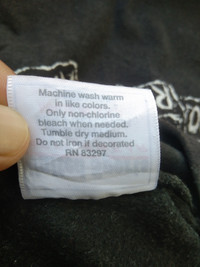 Machine wash warm
in like colors.
Only non-chlorine
bleach when needed.
Tumble dry medium.
Do not iron if decorated.
RN 83297